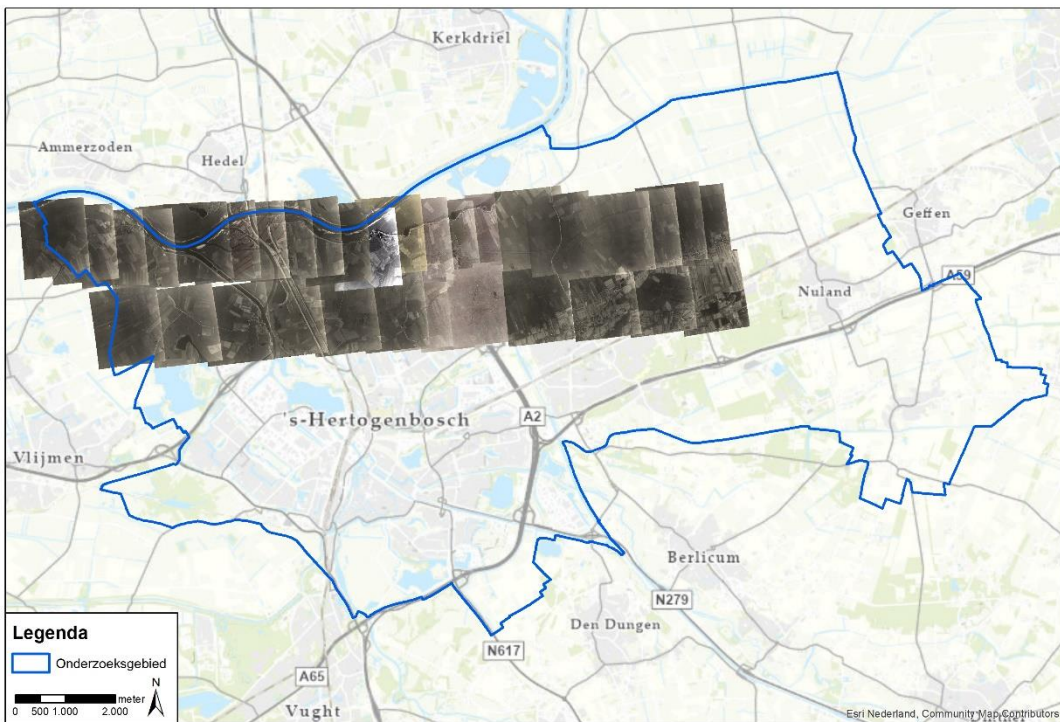 Kerkdriel
Ammerzoden
Hedel
Geffen
A59
Nuland
's-Hertogenbosch
A2
Vlijmen
Berlicum
N279
Den Dungen
N617
A65
Vught
Legenda
Onderzoeksgebied
meter
0 500 1.000 2.000
N
Esri Nederland, Community Map Contributors